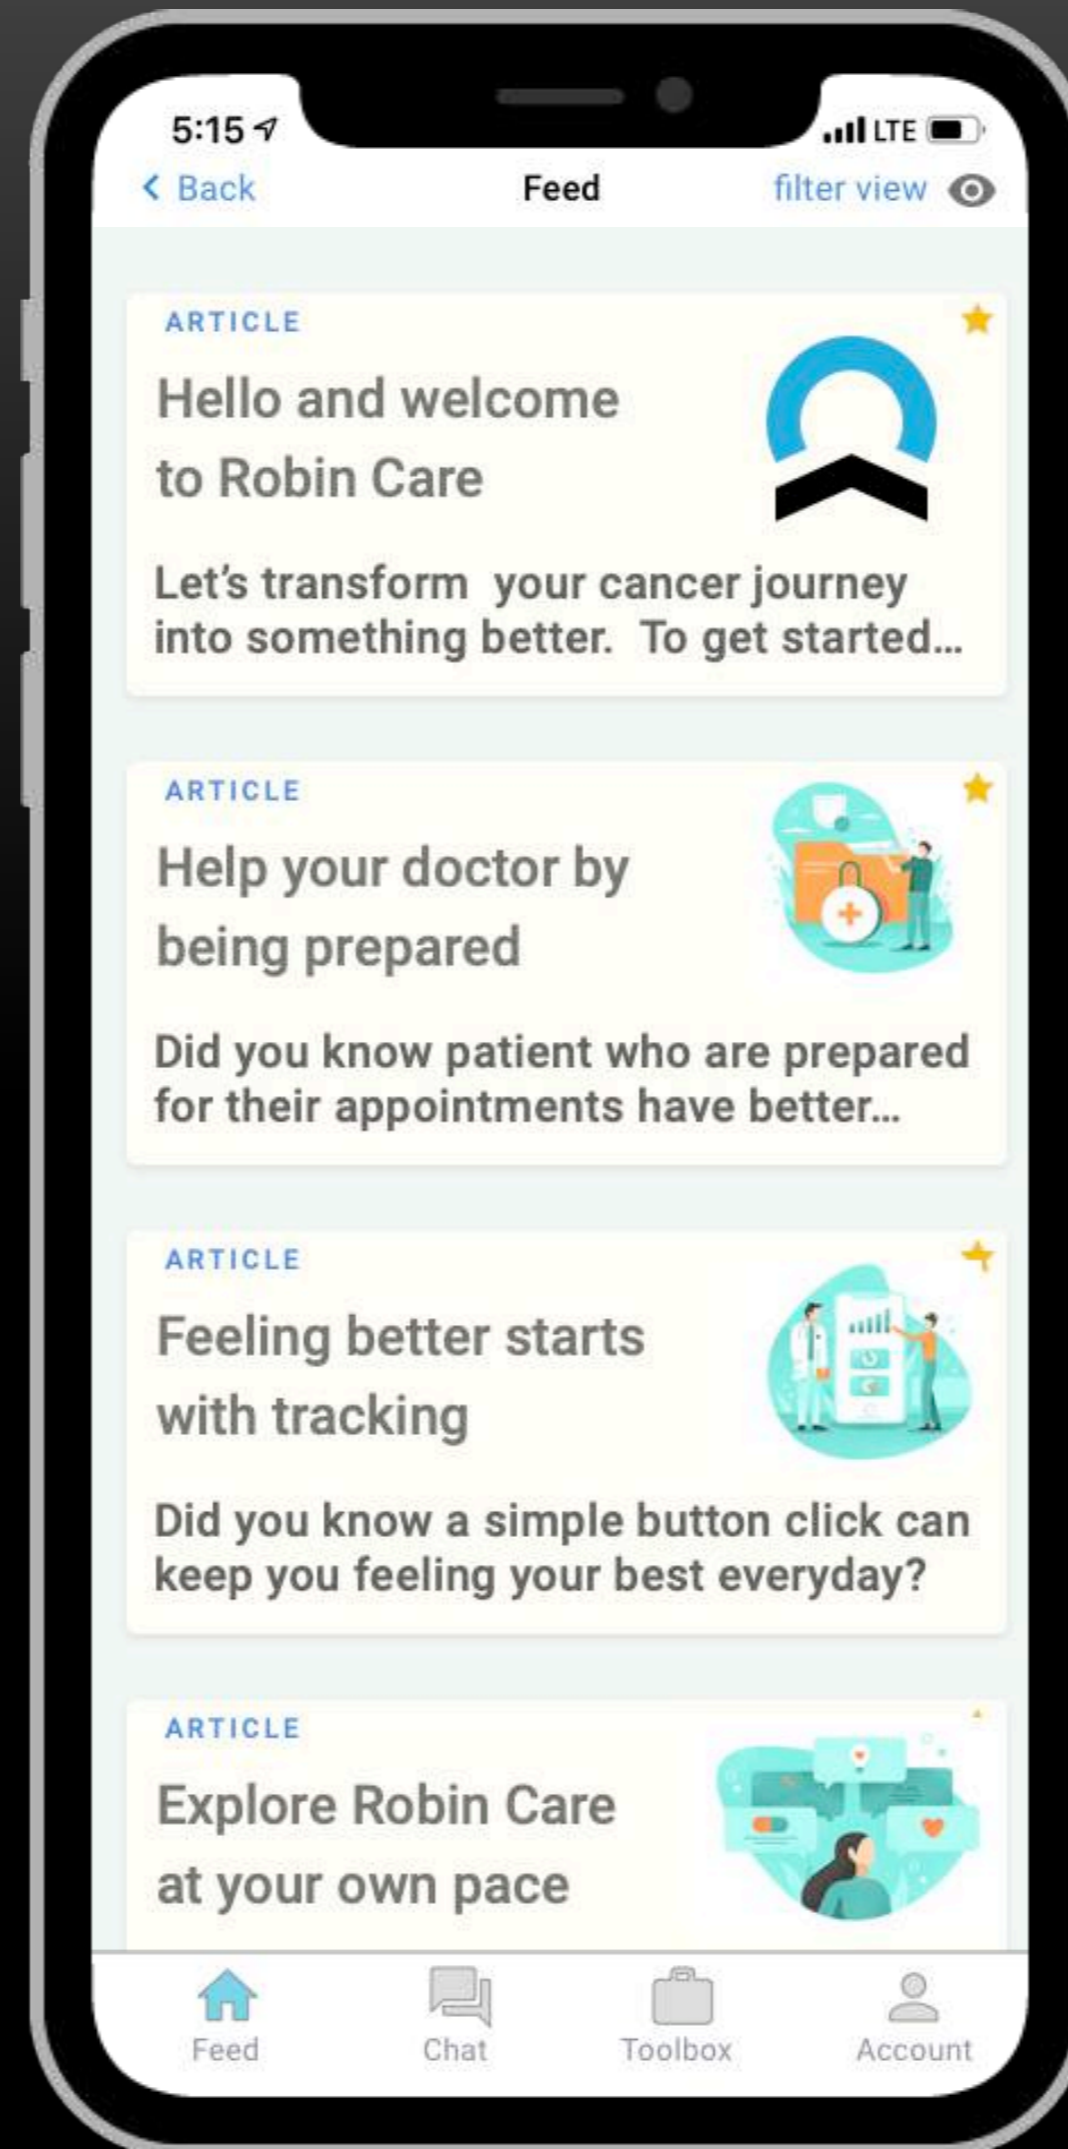 5:15
LTE
Back
Feed
filter view
ARTICLE
Hello and welcome
to Robin Care
Let's transform  your cancer journey
into something better.  To get started...
ARTICLE
Help your doctor by
being prepared
Did you know patient who are prepared
for their appointments have better...
ARTICLE
Feeling better starts
with tracking
Did you know a simple button click can
keep you feeling your best everyday?
ARTICLE
Explore Robin Care
at your own pace
Feed
Chat
Toolbox
Account